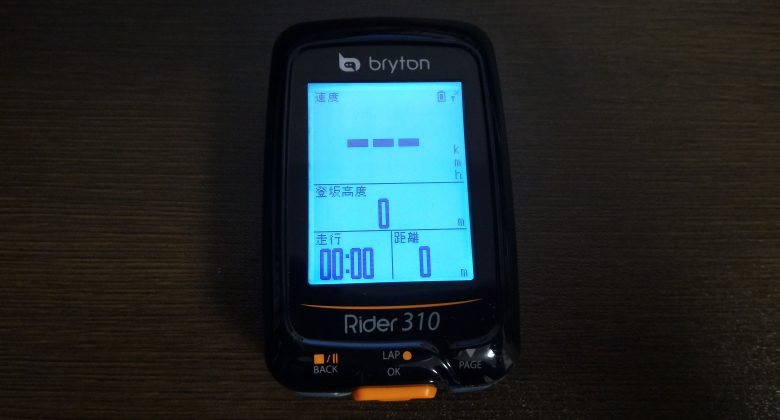 bryton
速度
---
k
m
h
登坂高度
0
m
走行
距離
00:00
0
m
Rider 310
/II
BACK
LAP
OK
PAGE